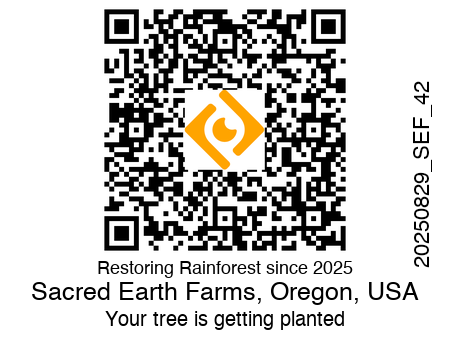 Restoring Rainforest since 2025
Sacred Earth Farms, Oregon, USA
Your tree is getting planted
20250829_SEF_42